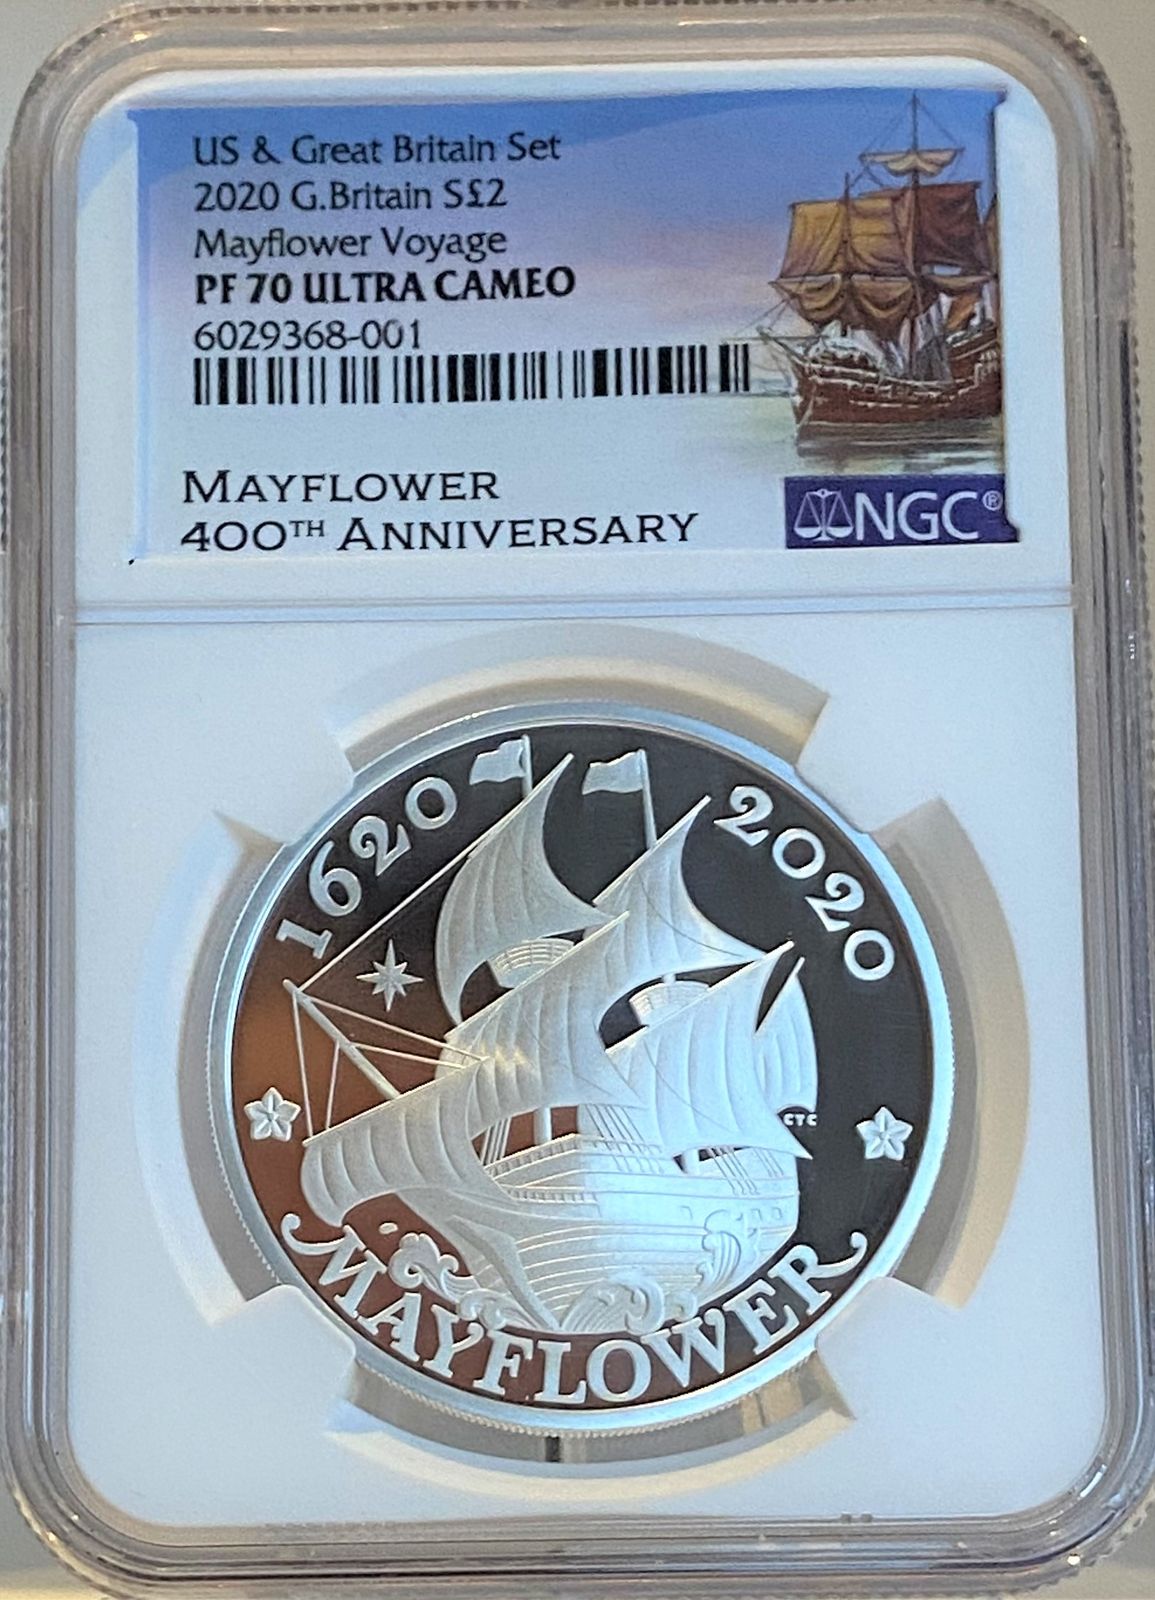 US & Great Britain Set
2020 G.Britain S£2
Mayflower Voyage
PF 70 ULTRA CAMEO
6029368-001
MAYFLOWER
400TH ANNIVERSARY
NGC®
1620
2020
CTC
MAYFLOWER